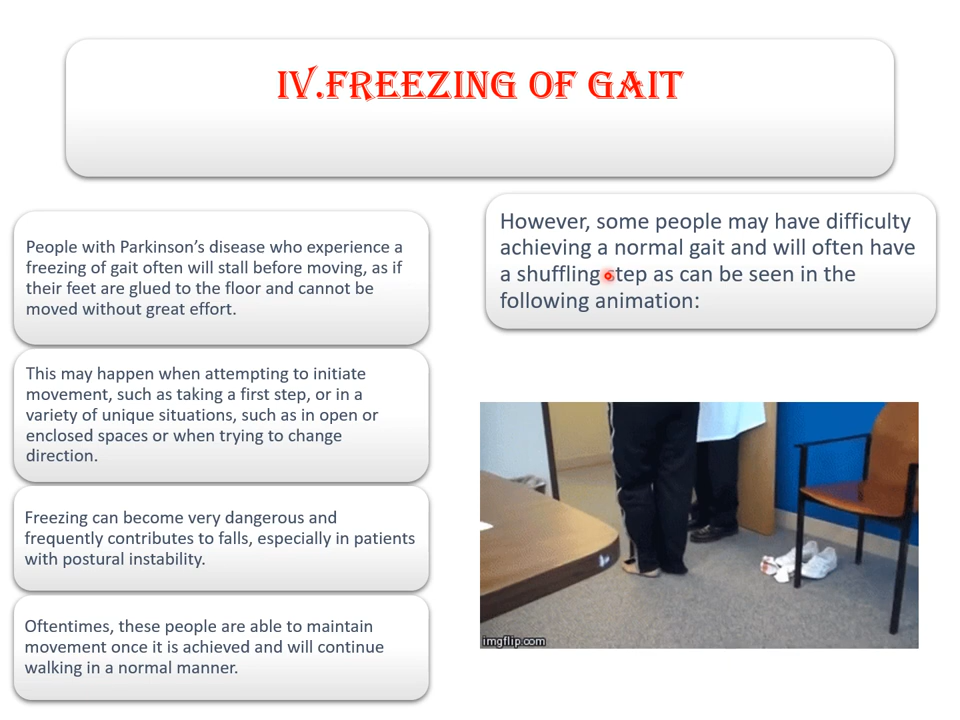 IV.FREEZING OF GAIT
People with Parkinson’s disease who experience a
freezing of gait often will stall before moving, as if
their feet are glued to the floor and cannot be
moved without great effort.
This may happen when attempting to initiate
movement, such as taking a first step, or in a
variety of unique situations, such as in open or
enclosed spaces or when trying to change
direction.
Freezing can become very dangerous and
frequently contributes to falls, especially in patients
with postural instability.
Oftentimes, these people are able to maintain
movement once it is achieved and will continue
walking in a normal manner.
However, some people may have difficulty
achieving a normal gait and will often have
a shuffling step as can be seen in the
following animation:
imgflip.com